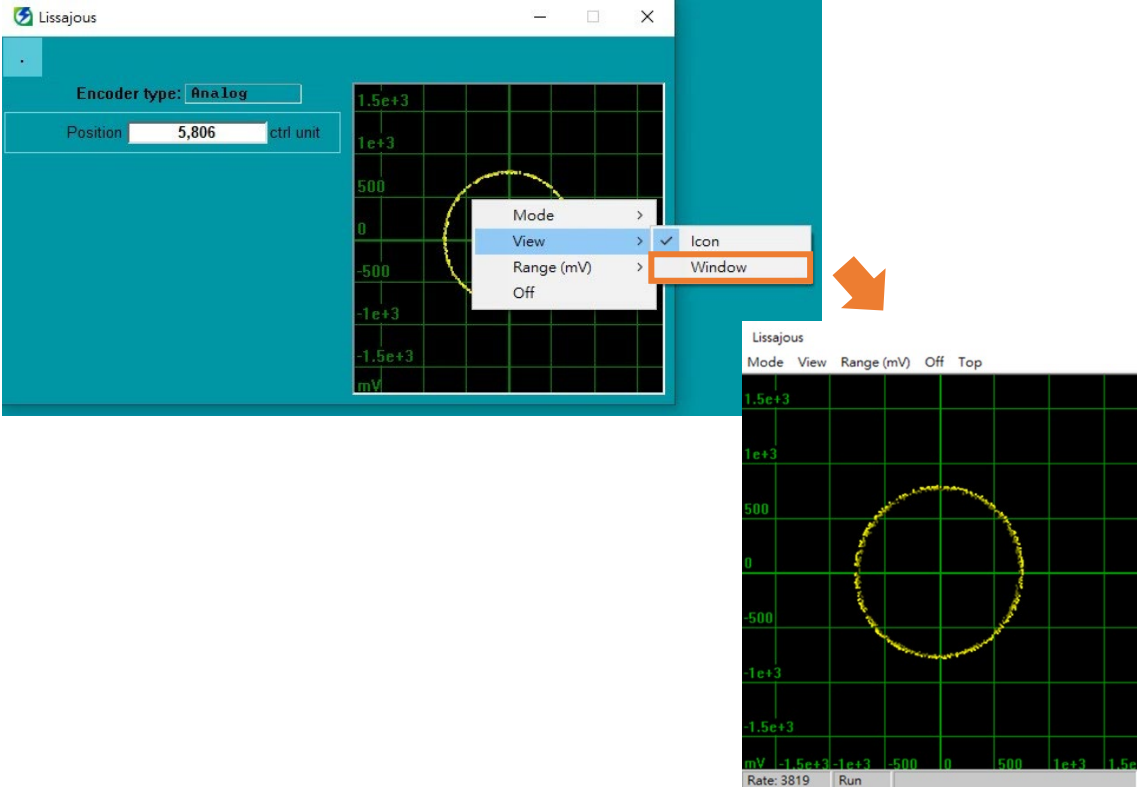 Lissajous
.
Encoder type: Analog
Position 5,806 ctrl unit
1.5e+3
1e+3
500
0
-500
-1e+3
-1.5e+3
mV
Mode
View
Range (mV)
Off
Icon
Window
Lissajous
Mode View Range (mV) Off Top
1.5e+3
1e+3
500
0
-500
-1e+3
-1.5e+3
mV -1.5e+3 -1e+3 -500 0 500 1e+3 1.5e
Rate: 3819 Run